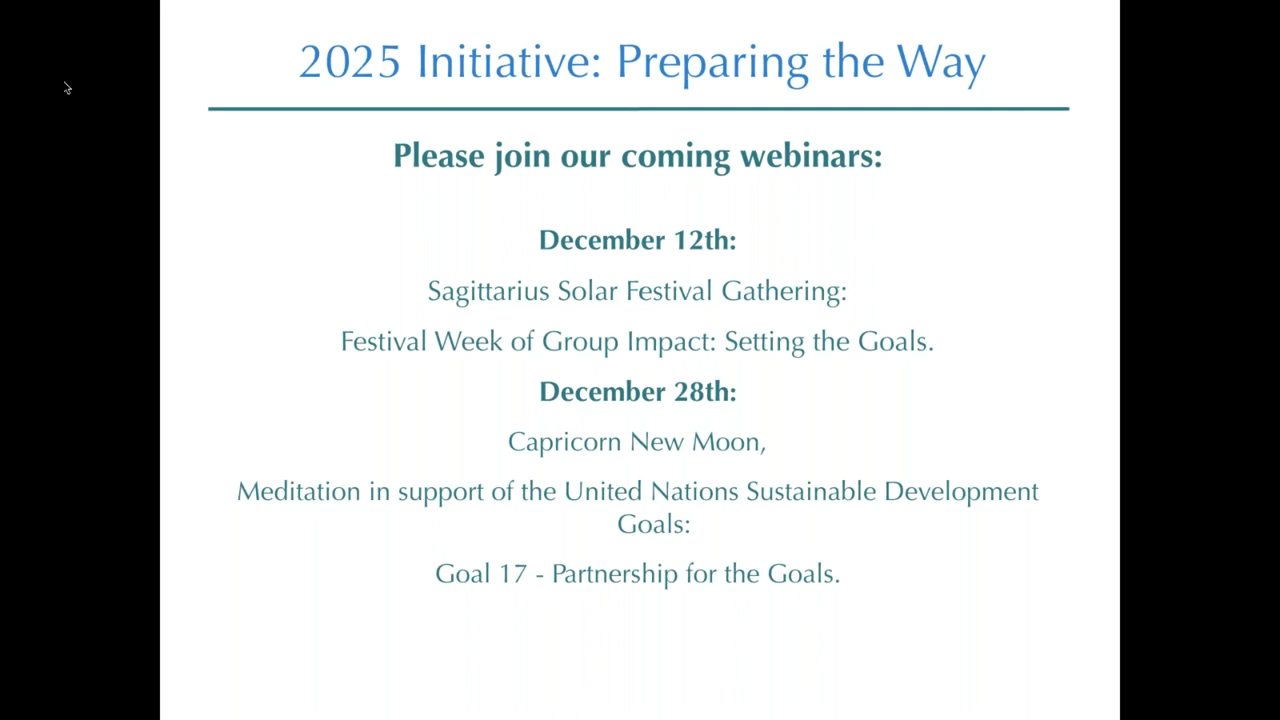 2025 Initiative: Preparing the Way
Please join our coming webinars:
December 12th:
Sagittarius Solar Festival Gathering:
Festival Week of Group Impact: Setting the Goals.
December 28th:
Capricorn New Moon,
Meditation in support of the United Nations Sustainable Development
Goals:
Goal 17 - Partnership for the Goals.